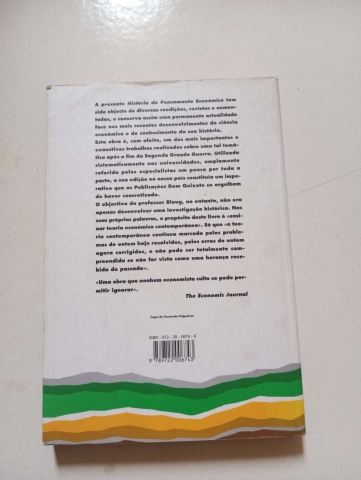 A presente História do Pensamento Económico tem
sido objecto de diversas reedições, revistas e aumen-
tadas, e conserva assim uma permanente actualidade
face aos mais recentes desenvolvimentos da ciência
económica e do conhecimento da sua história.
Esta obra é, sem efeito, um dos mais importantes e
exaustivos trabalhos realizados sobre uma tal temá-
tica após o fim da Segunda Grande Guerra. Utilizada
sistematicamente nas universidades, amplamente
referida pelos especialistas um pouco por toda a
parte, a sua edição no nosso país constituía um im-
perativo que as Publicações Dom Quixote se orgulham
de haver concretizado.
O objectivo do professor Blaug, no entanto, não era
apenas desenvolver uma investigação histórica. Nas
suas próprias palavras, o propósito deste livro é «ensi-
nar teoria económica contemporânea». Só que «a teo-
ria contemporânea continua marcada pelos proble-
mas de ontem hoje resolvidos, pelos erros de ontem
agora corrigidos, e não pode ser totalmente com-
preendida se não for vista como uma herança rece-
bida do passado».
«Uma obra que nenhum economista culto se pode per-
mitir ignorar».
The Economic Journal
Capa de Fernando Felgueiras